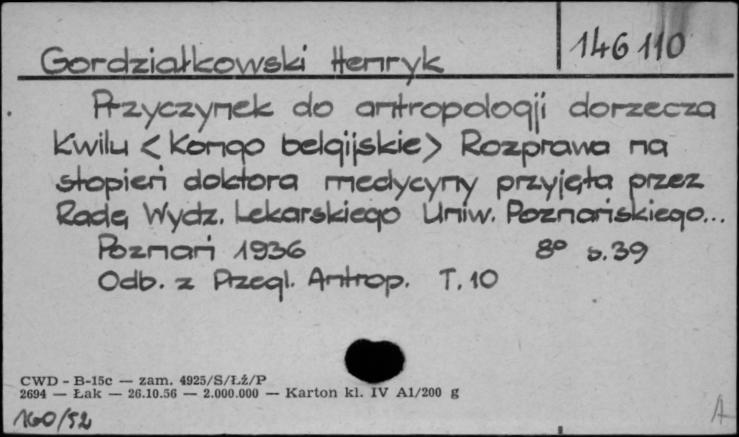 Gordziałkowski Henryk
146 110
Przyczynek do antropologji dorzecza
Kwilu <Kongo belgijskie> Rozprawa na
stopień doktora medycyny przyjęta przez
Radę Wydz. Lekarskiego Uniw. Poznańskiego...
Poznań 1936 8° s.39
Odb. z Przegl. Antrop. T. 10
CWD - B-15c — zam. 4925/S/Łź/P
2694 — Łak — 26.10.56 — 2.000.000 — Karton kl. IV A1/200 g
160/52
A